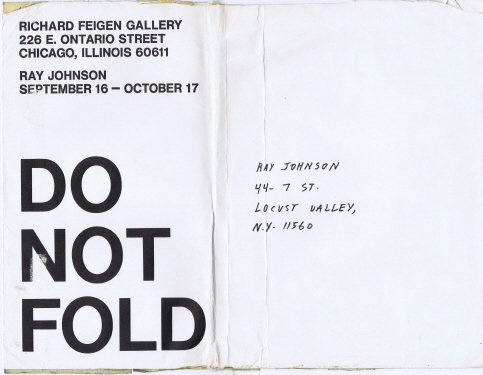 RICHARD FEIGEN GALLERY
226 E. ONTARIO STREET
CHICAGO, ILLINOIS 60611
RAY JOHNSON
SEPTEMBER 16 – OCTOBER 17
DO
NOT
FOLD
RAY JOHNSON
44- 7 ST.
LOCUST VALLEY,
N.Y. 11560